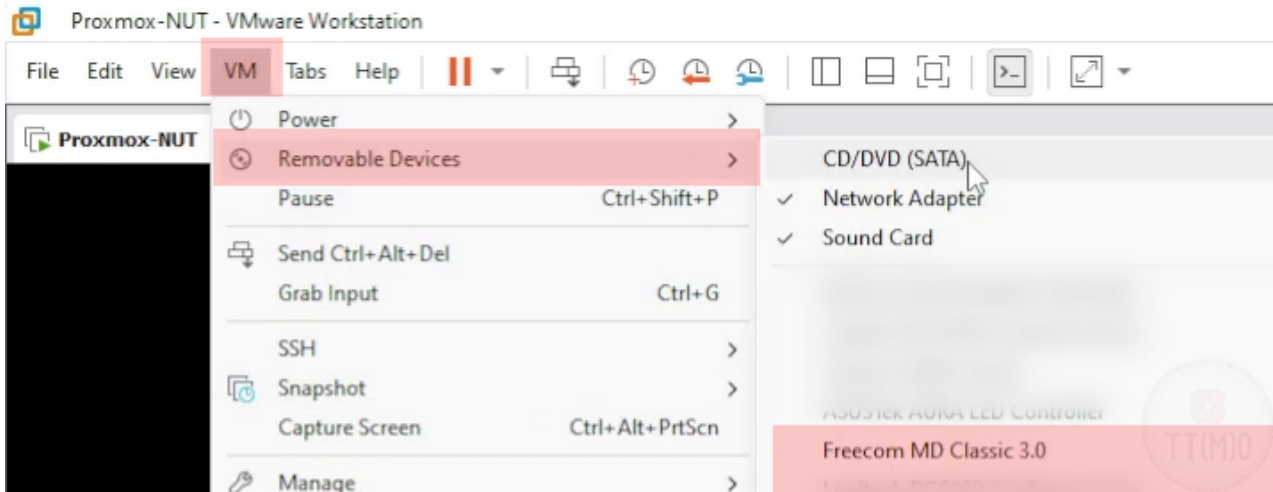 Proxmox-NUT - VMware Workstation
File Edit View VM Tabs Help
Proxmox-NUT
Power
Removable Devices
Pause Ctrl+Shift+P
Send Ctrl+Alt+Del
Grab Input Ctrl+G
SSH
Snapshot
Capture Screen Ctrl+Alt+PrtScn
Manage
CD/DVD (SATA)
Network Adapter
Sound Card
ASUSTek AURA LED Controller
Freecom MD Classic 3.0
TT(M)O